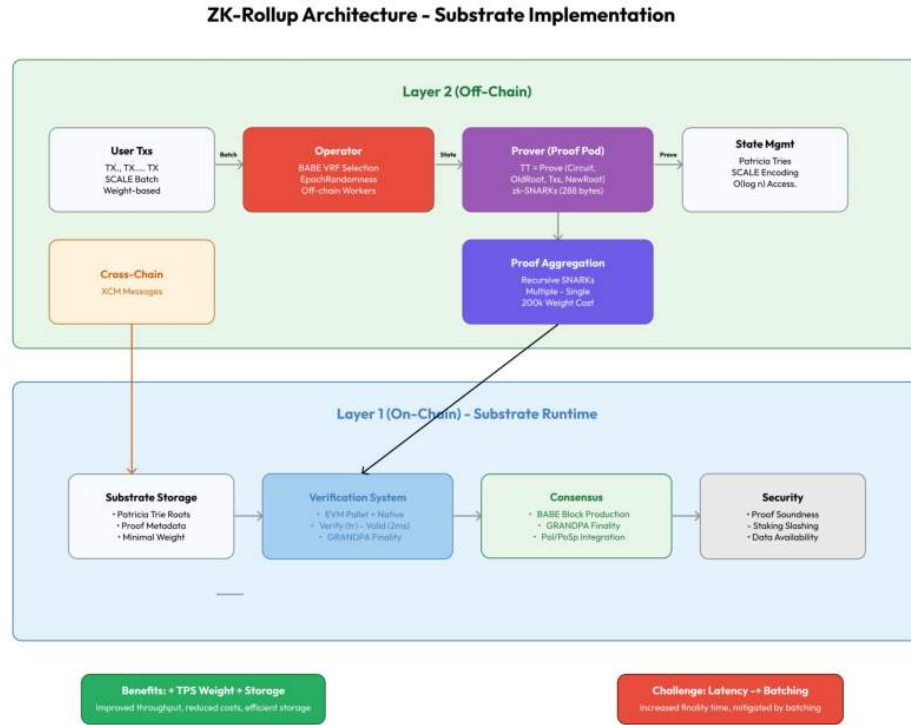 ZK-Rollup Architecture - Substrate Implementation
Layer 2 (Off-Chain)
User Txs
TX., TX.... TX
SCALE Batch
Weight-based
Batch
Operator
BABE VRF Selection
EpochRandomness
Off-chain Workers
State
Prover (Proof Pod)
TT = Prove (Circuit,
OldRoot, Txs, NewRoot)
zk-SNARKs (288 bytes)
Prove
State Mgmt
Patricia Tries
SCALE Encoding
O(log n) Access.
Cross-Chain
XCM Messages
Proof Aggregation
Recursive SNARKs
Multiple - Single
200k Weight Cost
Layer 1 (On-Chain) - Substrate Runtime
Substrate Storage
• Patricia Trie Roots
• Proof Metadata
• Minimal Weight
Verification System
• EVM Pallet + Native
• Verify (tr) - Valid (2ms)
• GRANDPA Finality
Consensus
• BABE Block Production
• GRANDPA Finality
• Pol/PoSp Integration
Security
• Proof Soundness
- Staking Slashing
• Data Availability
Benefits: + TPS Weight + Storage
Improved throughput, reduced costs, efficient storage
Challenge: Latency -+ Batching
Increased finality time, mitigated by batching